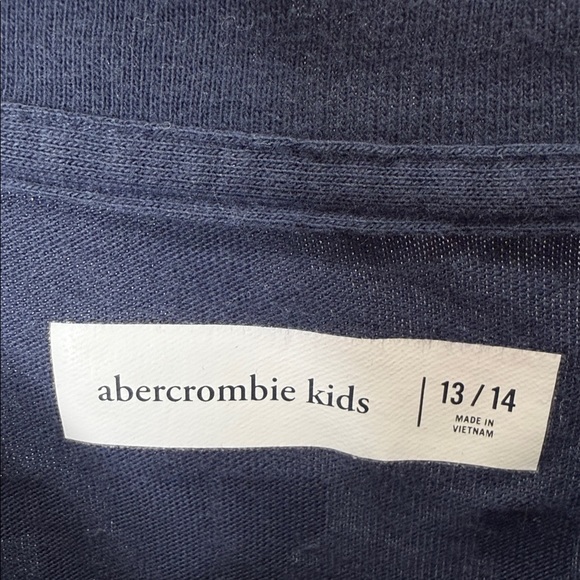 abercrombie kids | 13 / 14
MADE IN
VIETNAM